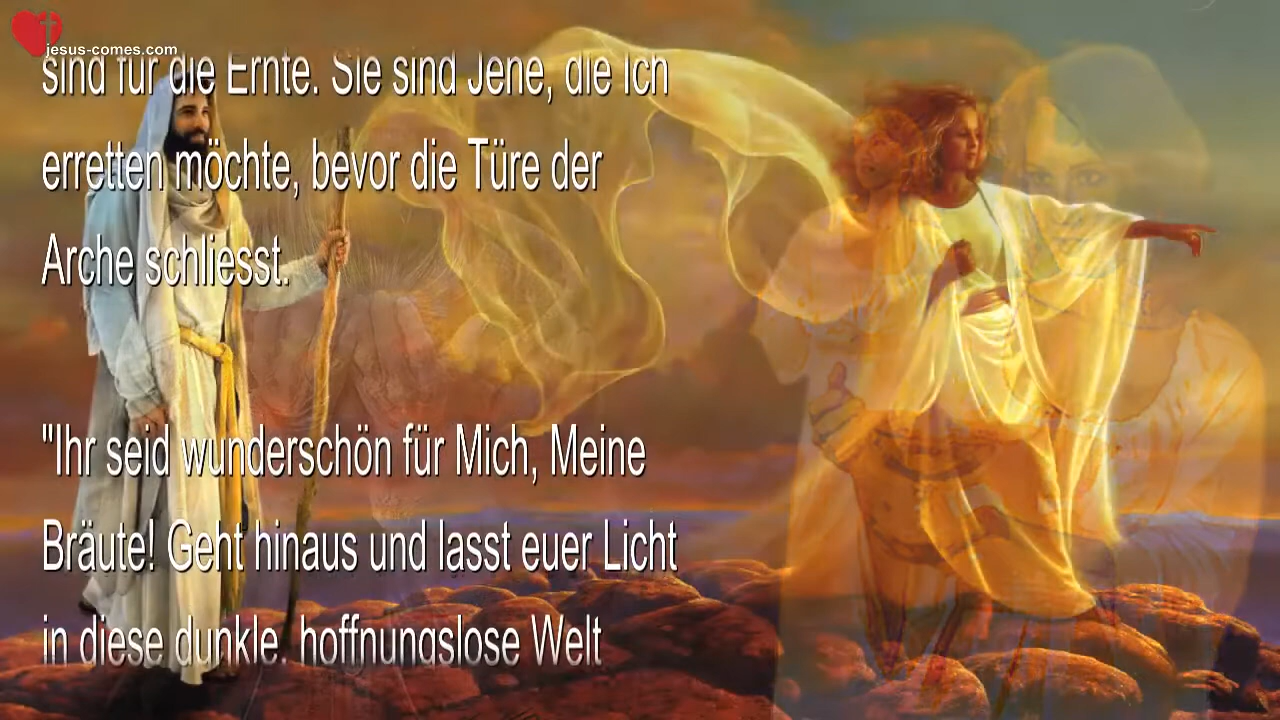 jesus-comes.com
sind für die Ernte. Sie sind Jene, die Ich
erretten möchte, bevor die Türe der
Arche schliesst.
"Ihr seid wunderschön für Mich, Meine
Bräute! Geht hinaus und lasst euer Licht
in diese dunkle, hoffnungslose Welt